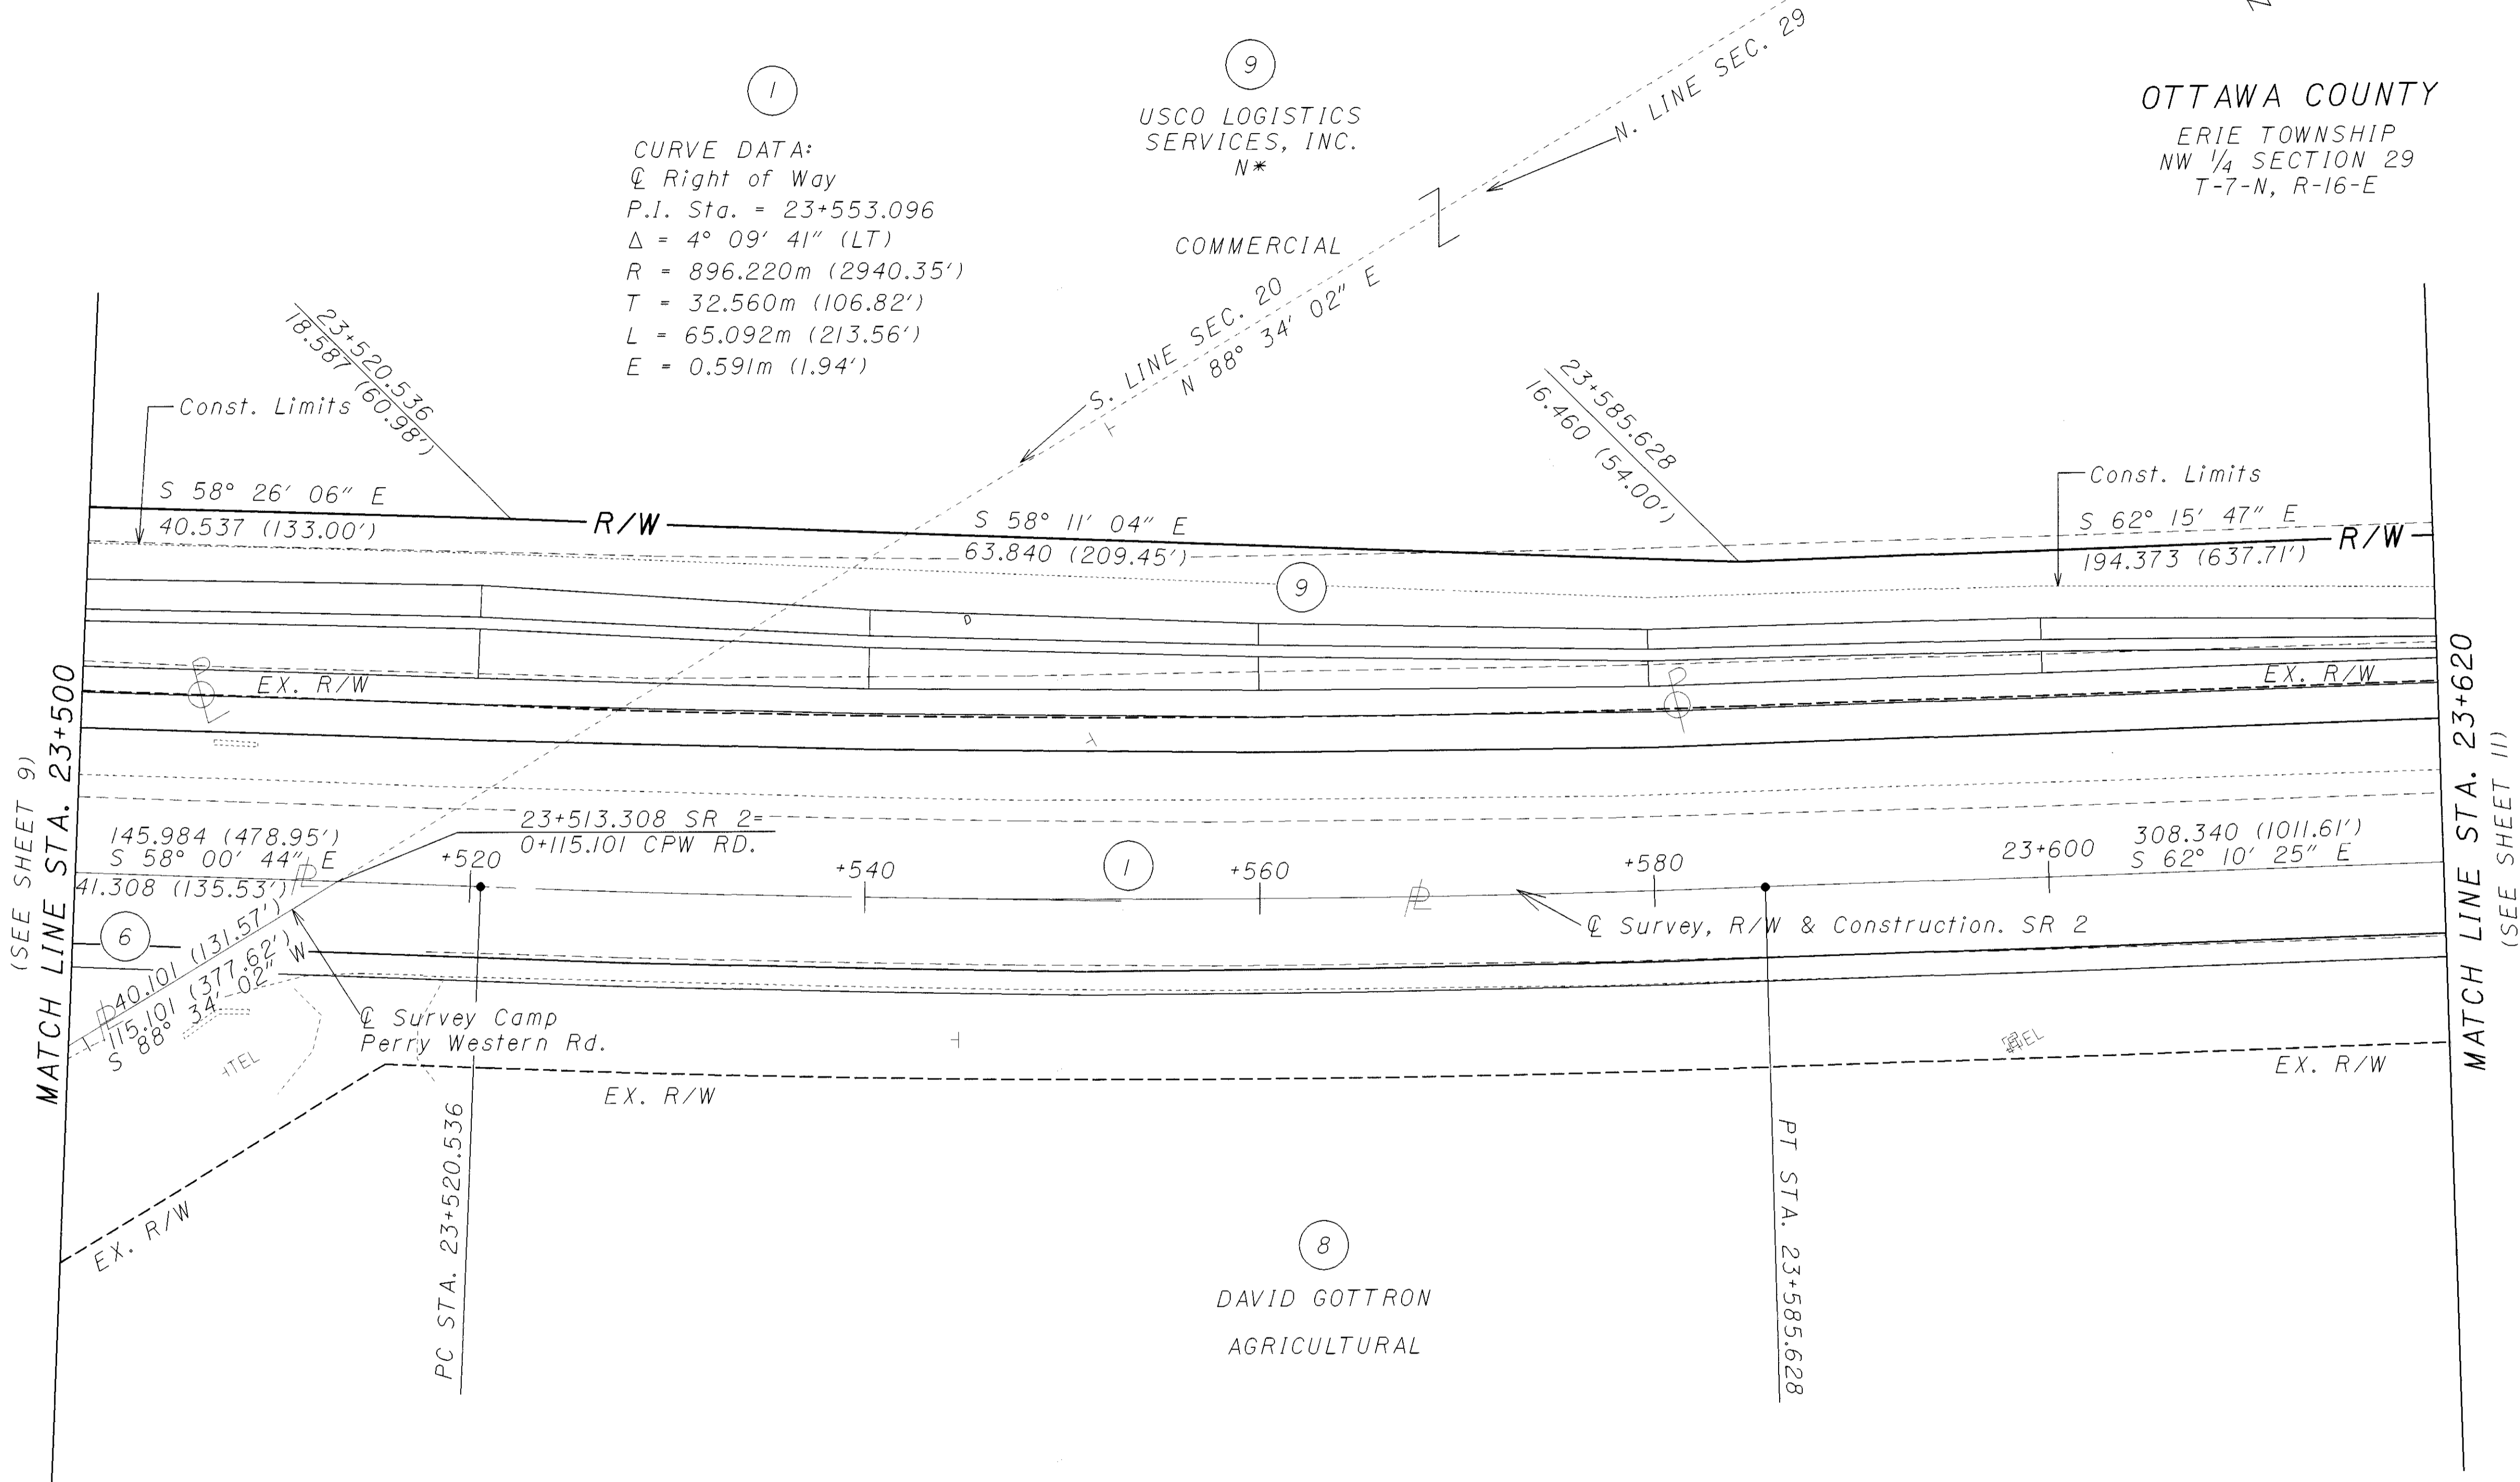 1
CURVE DATA:
℄ Right of Way
P.I. Sta. = 23+553.096
Δ = 4° 09' 41" (LT)
R = 896.220m (2940.35')
T = 32.560m (106.82')
L = 65.092m (213.56')
E = 0.591m (1.94')
9
USCO LOGISTICS
SERVICES, INC.
N*
COMMERCIAL
N. LINE SEC. 29
S. LINE SEC. 20
N 88° 34' 02" E
OTTAWA COUNTY
ERIE TOWNSHIP
NW 1/4 SECTION 29
T-7-N, R-16-E
23+520.536
18.587 (60.98')
Const. Limits
S 58° 26' 06" E
40.537 (133.00')
R/W
S 58° 11' 04" E
63.840 (209.45')
23+585.628
16.460 (54.00')
Const. Limits
S 62° 15' 47" E
194.373 (637.71')
R/W
9
D
EX. R/W
EX. R/W
MATCH LINE STA. 23+500
(SEE SHEET 9)
MATCH LINE STA. 23+620
(SEE SHEET 11)
145.984 (478.95')
S 58° 00' 44" E
41.308 (135.53')
23+513.308 SR 2=
0+115.101 CPW RD.
+520
+540
1
+560
+580
23+600
308.340 (1011.61')
S 62° 10' 25" E
℄ Survey, R/W & Construction. SR 2
6
40.101 (131.57')
115.101 (377.62')
S 88° 34' 02" W
℄ Survey Camp
Perry Western Rd.
TEL
TEL
EX. R/W
EX. R/W
EX. R/W
PC STA. 23+520.536
PT STA. 23+585.628
8
DAVID GOTTRON
AGRICULTURAL